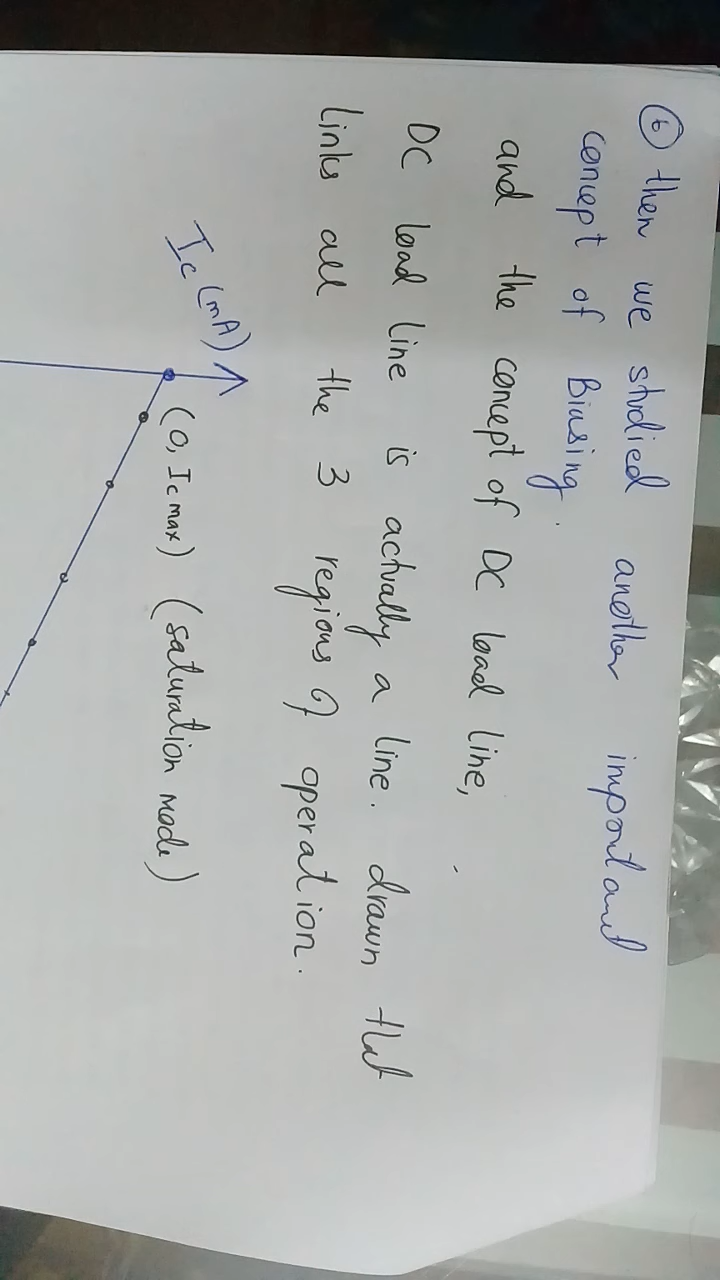 ⑥ then we studied another important
concept of Biasing.
and the concept of DC load line,
DC load line is actually a line. drawn that
links all the 3 regions of operation.
Ic (mA)
(0, Ic max) (saturation mode)